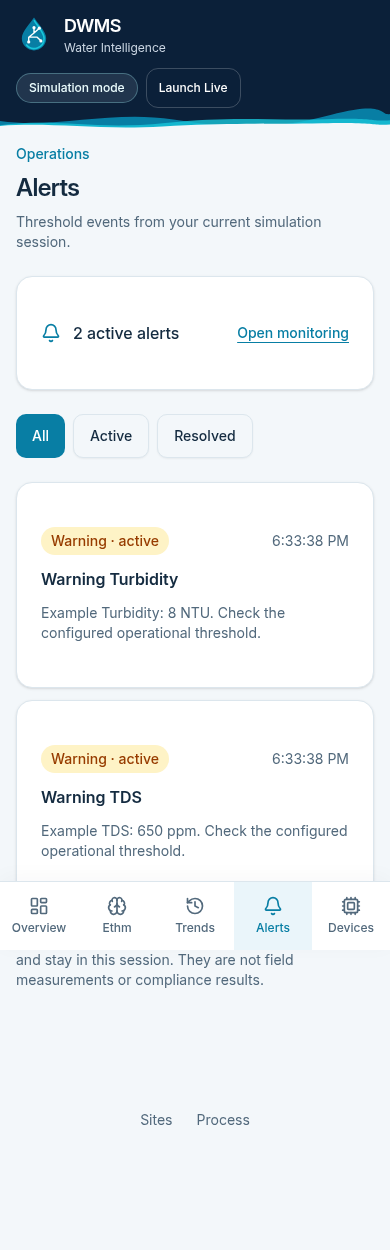 DWMS
Water Intelligence
Simulation mode
Launch Live
Operations
Alerts
Threshold events from your current simulation
session.
2 active alerts
Open monitoring
All
Active
Resolved
Warning · active
6:33:38 PM
Warning Turbidity
Example Turbidity: 8 NTU. Check the
configured operational threshold.
Warning · active
6:33:38 PM
Warning TDS
Example TDS: 650 ppm. Check the configured
operational threshold.
Overview
Ethm
Trends
Alerts
Devices
and stay in this session. They are not field
measurements or compliance results.
Sites
Process